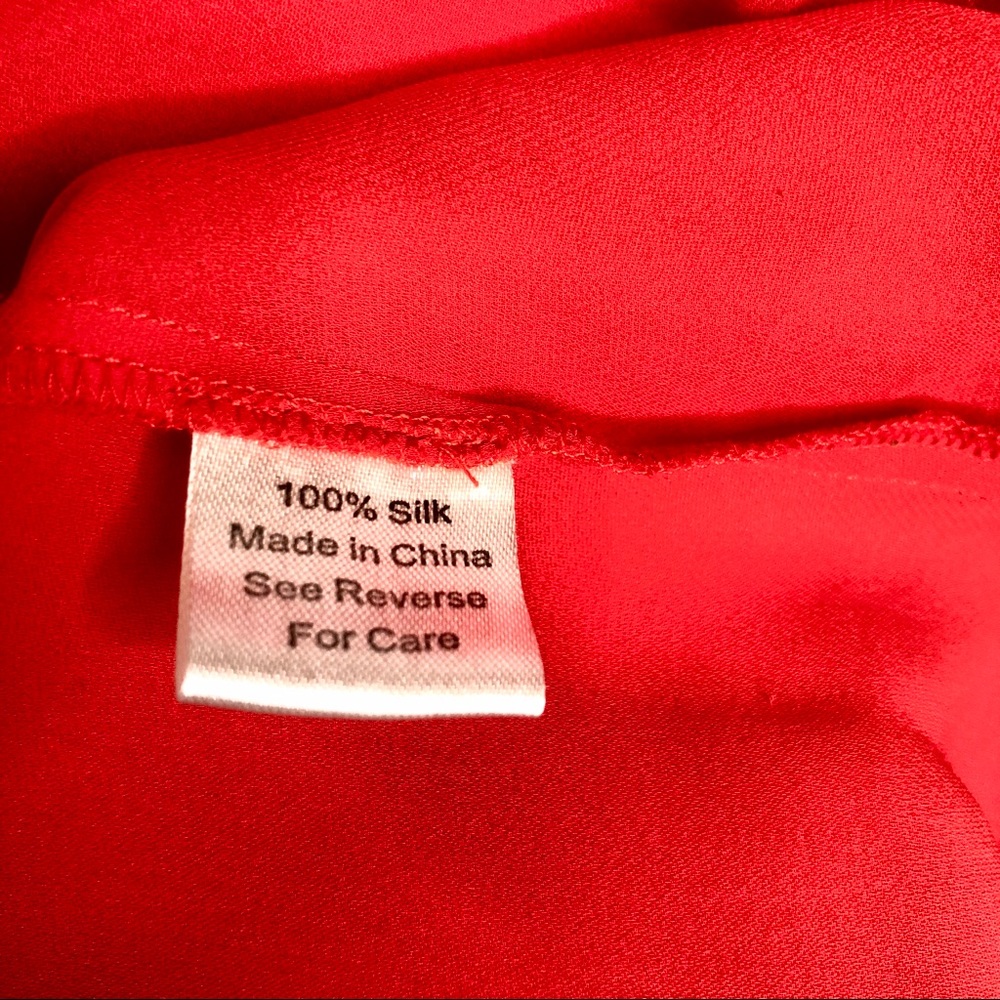 100% Silk
Made in China
See Reverse
For Care